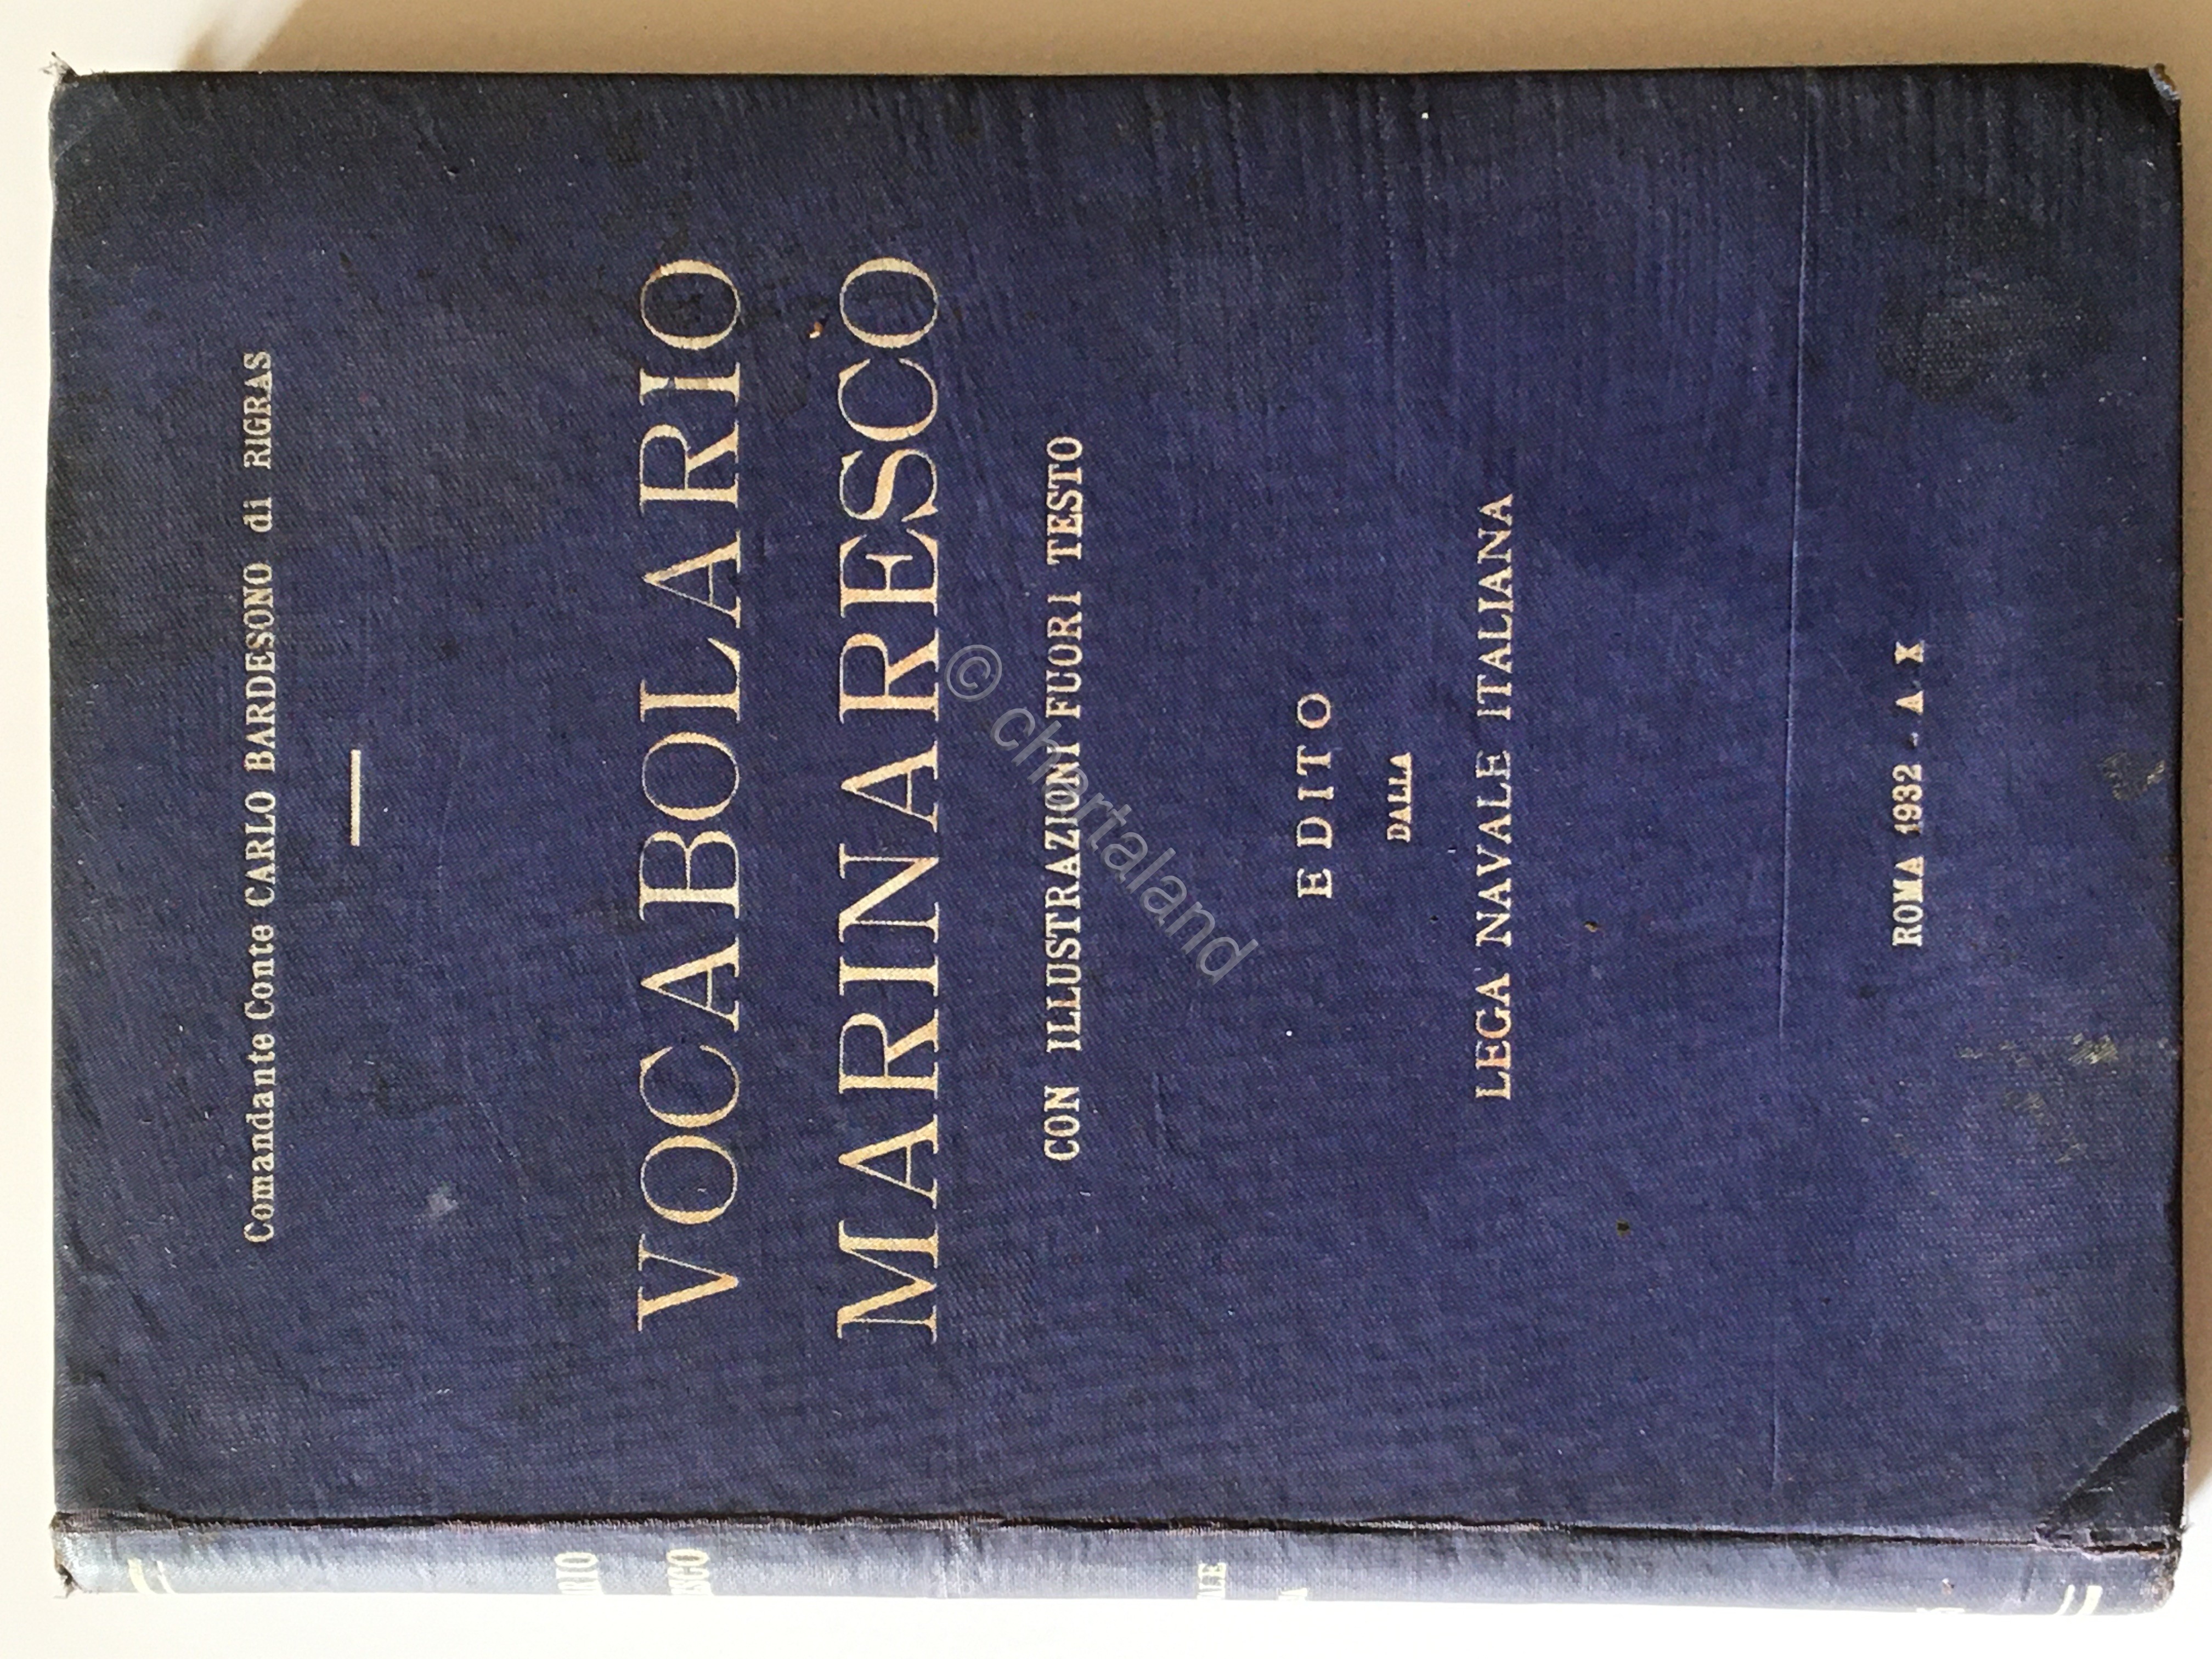 Comandante Conte CARLO BARDESONO di RIGRAS
VOCABOLARIO
MARINARESCO
CON ILLUSTRAZIONI FUORI TESTO
EDITO
DALLA
LEGA NAVALE ITALIANA
ROMA 1932 - A X
© chartaland